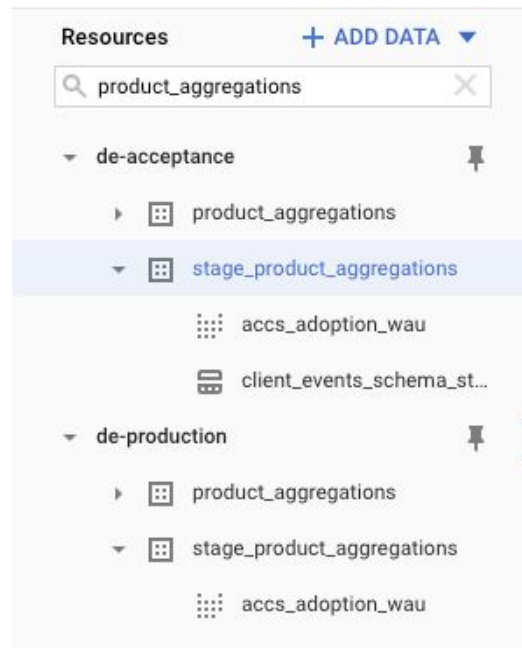 Resources + ADD DATA
product_aggregations
de-acceptance
product_aggregations
stage_product_aggregations
accs_adoption_wau
client_events_schema_st...
de-production
product_aggregations
stage_product_aggregations
accs_adoption_wau